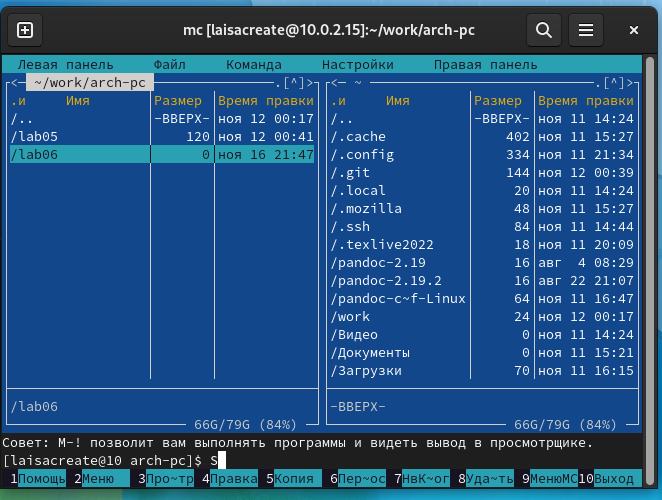 mc [laisacreate@10.0.2.15]:~/work/arch-pc
Левая панель Файл Команда Настройки Правая панель
<— ~/work/arch-pc .[^]> <— ~ .[^]>
.и Имя Размер Время правки .и Имя Размер Время правки
/.. -ВВЕРХ- ноя 12 00:17 /.. -ВВЕРХ- ноя 11 14:24
/lab05 120 ноя 12 00:41 /.cache 402 ноя 11 15:27
/lab06 0 ноя 16 21:47 /.config 334 ноя 11 21:34
/.git 144 ноя 12 00:39
/.local 20 ноя 11 14:24
/.mozilla 48 ноя 11 15:27
/.ssh 84 ноя 11 14:44
/.texlive2022 18 ноя 11 20:09
/pandoc-2.19 16 авг 4 08:29
/pandoc-2.19.2 16 авг 22 21:07
/pandoc-c~f-Linux 64 ноя 11 16:47
/work 24 ноя 12 00:17
/Видео 0 ноя 11 14:24
/Документы 0 ноя 11 15:21
/Загрузки 70 ноя 11 16:15
/lab06 -ВВЕРХ-
66G/79G (84%) 66G/79G (84%)
Совет: M-! позволит вам выполнять программы и видеть вывод в просмотрщике.
[laisacreate@10 arch-pc]$ S
1Помощь 2Меню 3Про~тр 4Правка 5Копия 6Пер~ос 7НвК~ог 8Уда~ть 9МенюMC 10Выход